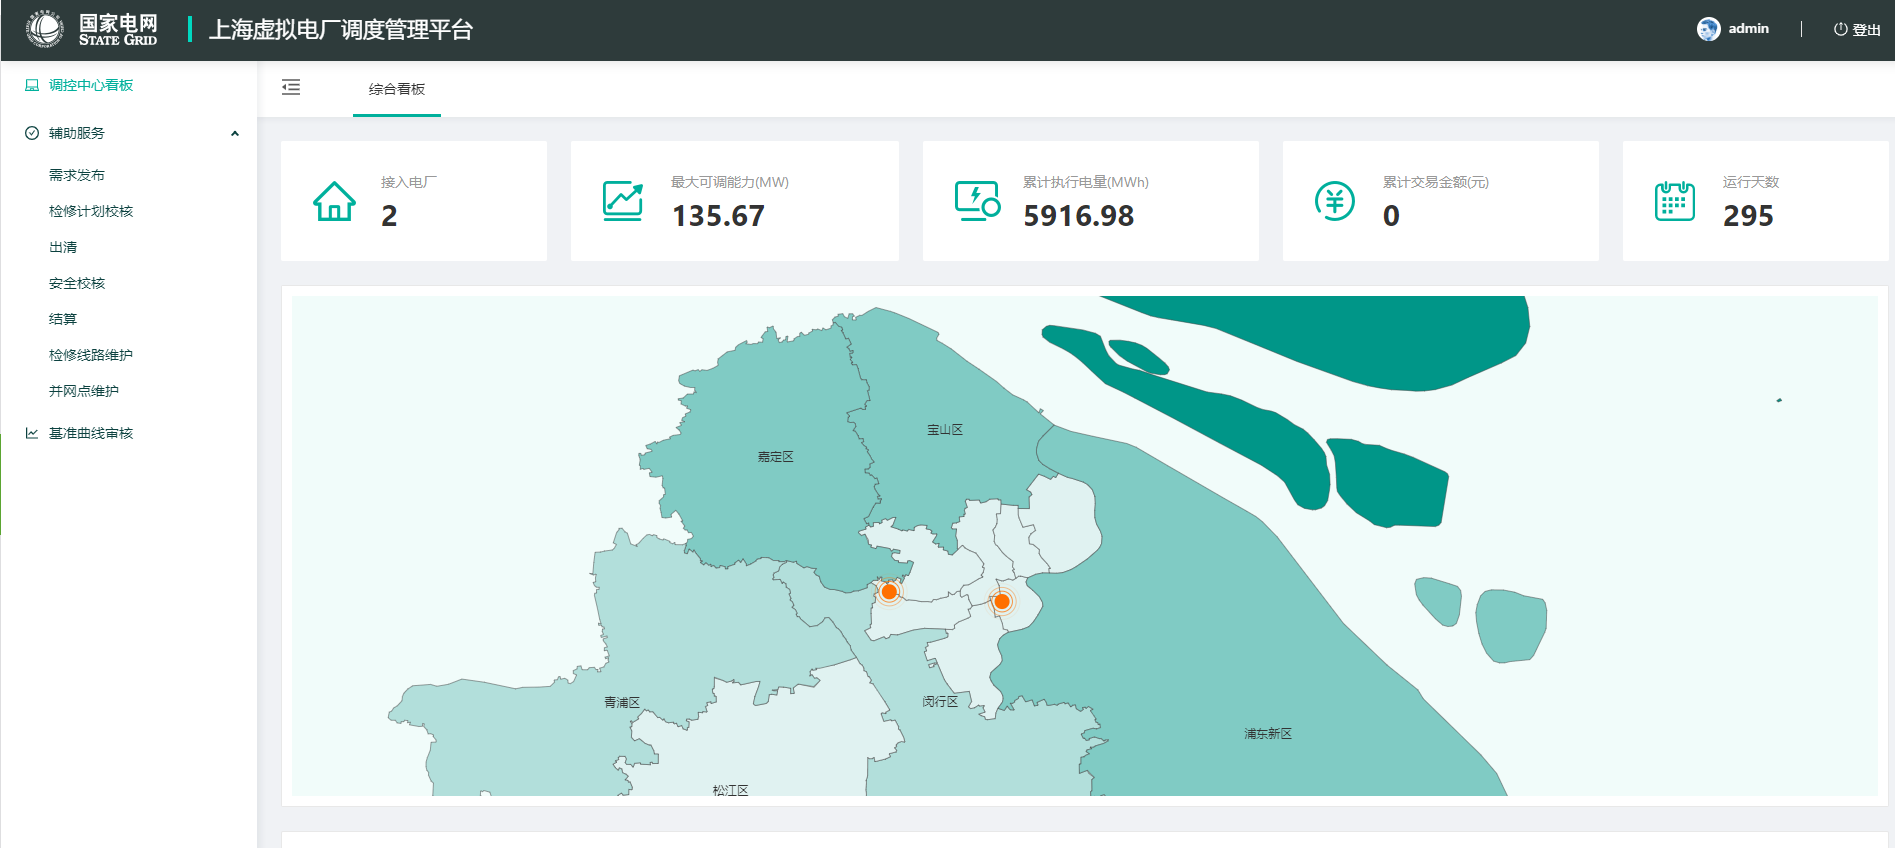 国家电网
STATE GRID
上海虚拟电厂调度管理平台
admin
登出
调控中心看板
辅助服务
需求发布
检修计划校核
出清
安全校核
结算
检修线路维护
并网点维护
基准曲线审核
综合看板
接入电厂
2
最大可调能力(MW)
135.67
累计执行电量(MWh)
5916.98
累计交易金额(元)
0
运行天数
295
宝山区
嘉定区
青浦区
闵行区
浦东新区
松江区